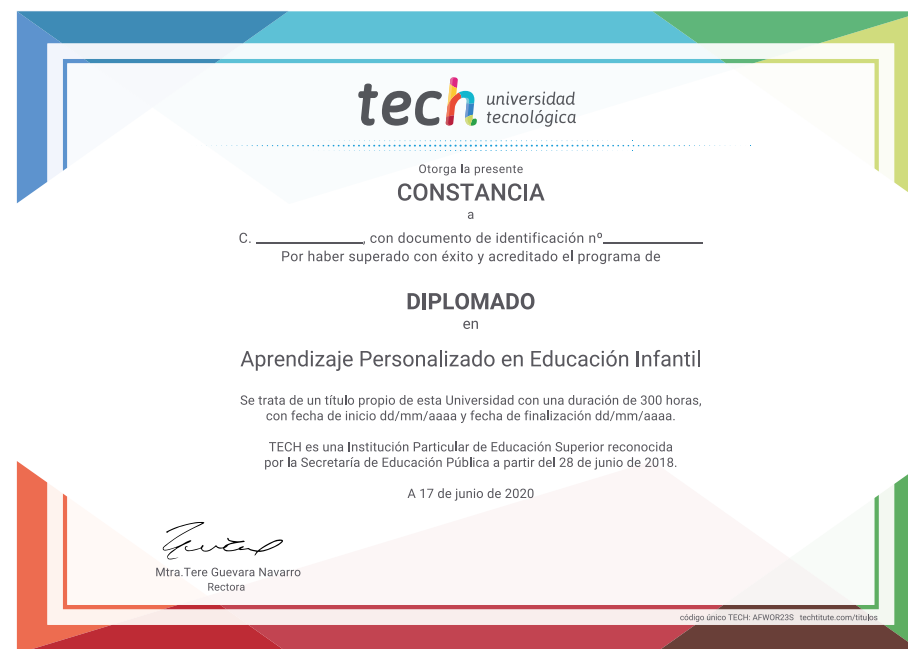 tech universidad
tecnológica
Otorga la presente
CONSTANCIA
a
C. ____________, con documento de identificación nº____________
Por haber superado con éxito y acreditado el programa de
DIPLOMADO
en
Aprendizaje Personalizado en Educación Infantil
Se trata de un título propio de esta Universidad con una duración de 300 horas,
con fecha de inicio dd/mm/aaaa y fecha de finalización dd/mm/aaaa.
TECH es una Institución Particular de Educación Superior reconocida
por la Secretaría de Educación Pública a partir del 28 de junio de 2018.
A 17 de junio de 2020
Mtra.Tere Guevara Navarro
Rectora
código único TECH: AFWOR23S techtitute.com/titulos